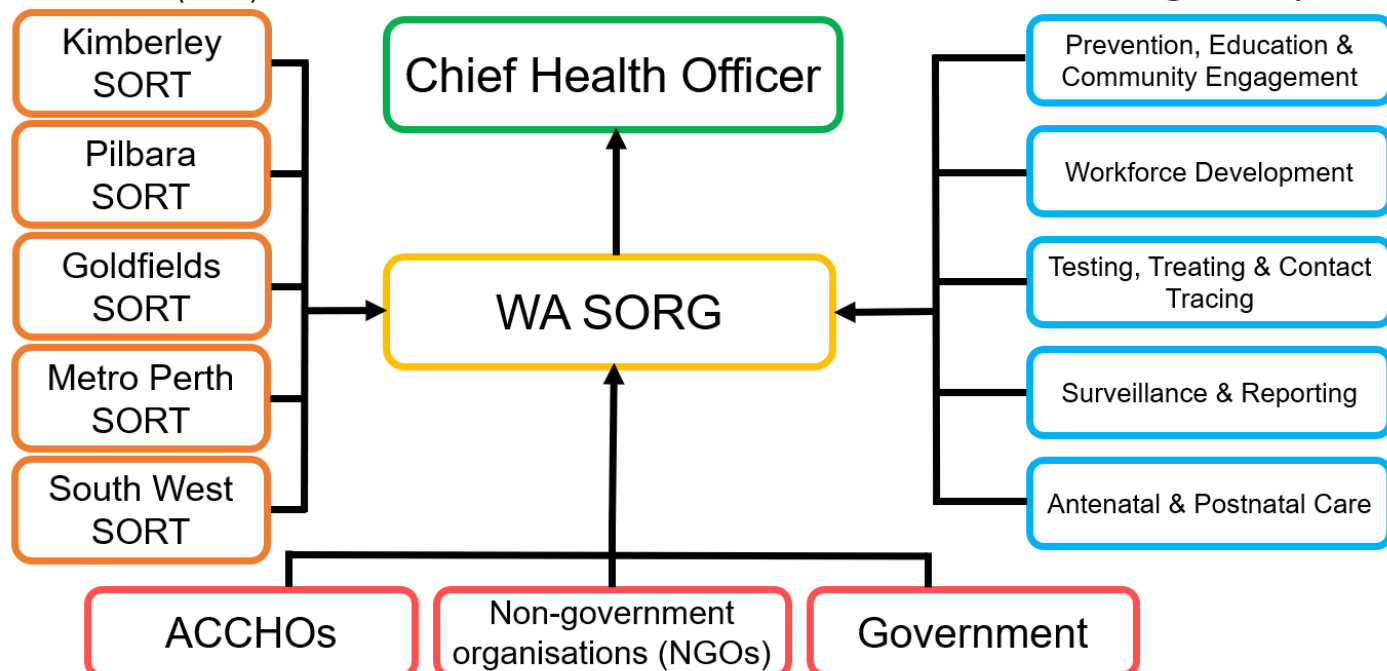 Kimberley
SORT
Pilbara
SORT
Goldfields
SORT
Metro Perth
SORT
South West
SORT
Chief Health Officer
WA SORG
Prevention, Education &
Community Engagement
Workforce Development
Testing, Treating & Contact
Tracing
Surveillance & Reporting
Antenatal & Postnatal Care
ACCHOs
Non-government
organisations (NGOs)
Government